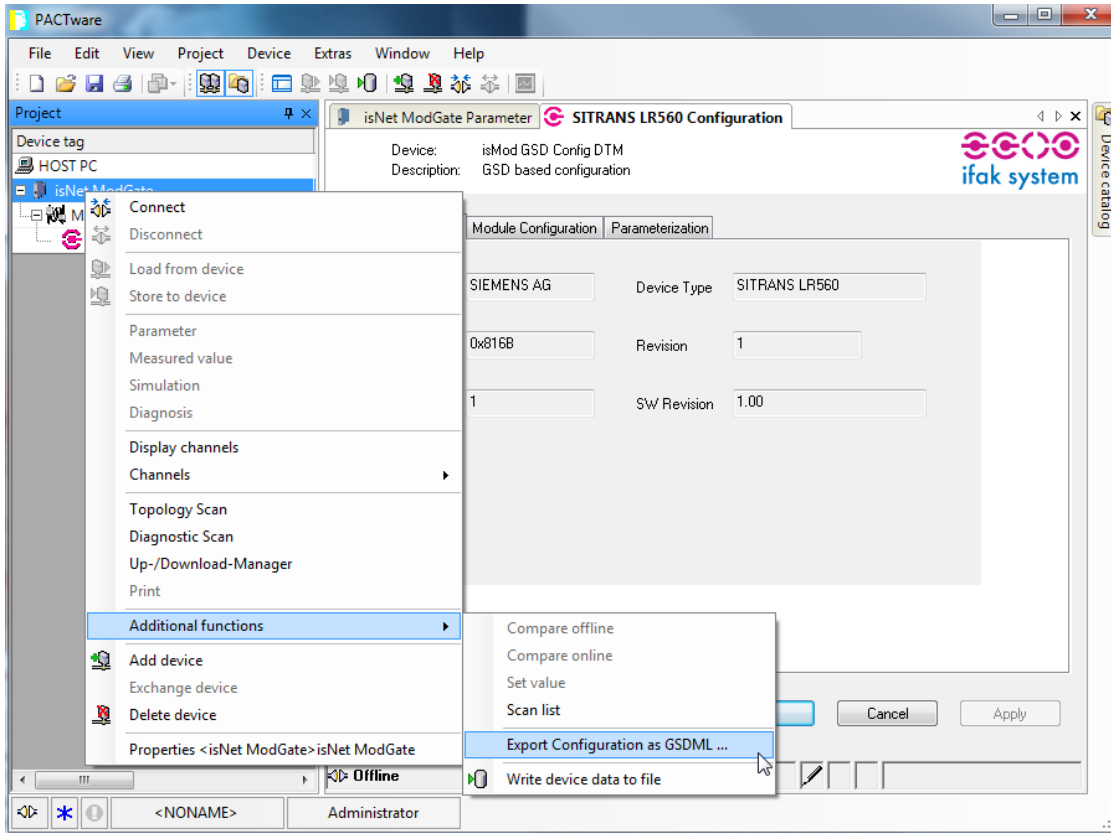 PACTware
File Edit View Project Device Extras Window Help
Project
isNet ModGate Parameter SITRANS LR560 Configuration
Device tag
HOST PC
isNet ModGate
M
Device: isMod GSD Config DTM
Description: GSD based configuration
ifak system
Device catalog
Module Configuration Parameterization
SIEMENS AG Device Type SITRANS LR560
0x816B Revision 1
1 SW Revision 1.00
Connect
Disconnect
Load from device
Store to device
Parameter
Measured value
Simulation
Diagnosis
Display channels
Channels
Topology Scan
Diagnostic Scan
Up-/Download-Manager
Print
Additional functions
Add device
Exchange device
Delete device
Properties <isNet ModGate>isNet ModGate
Compare offline
Compare online
Set value
Scan list
Export Configuration as GSDML ...
Write device data to file
Cancel Apply
Offline
<NONAME> Administrator